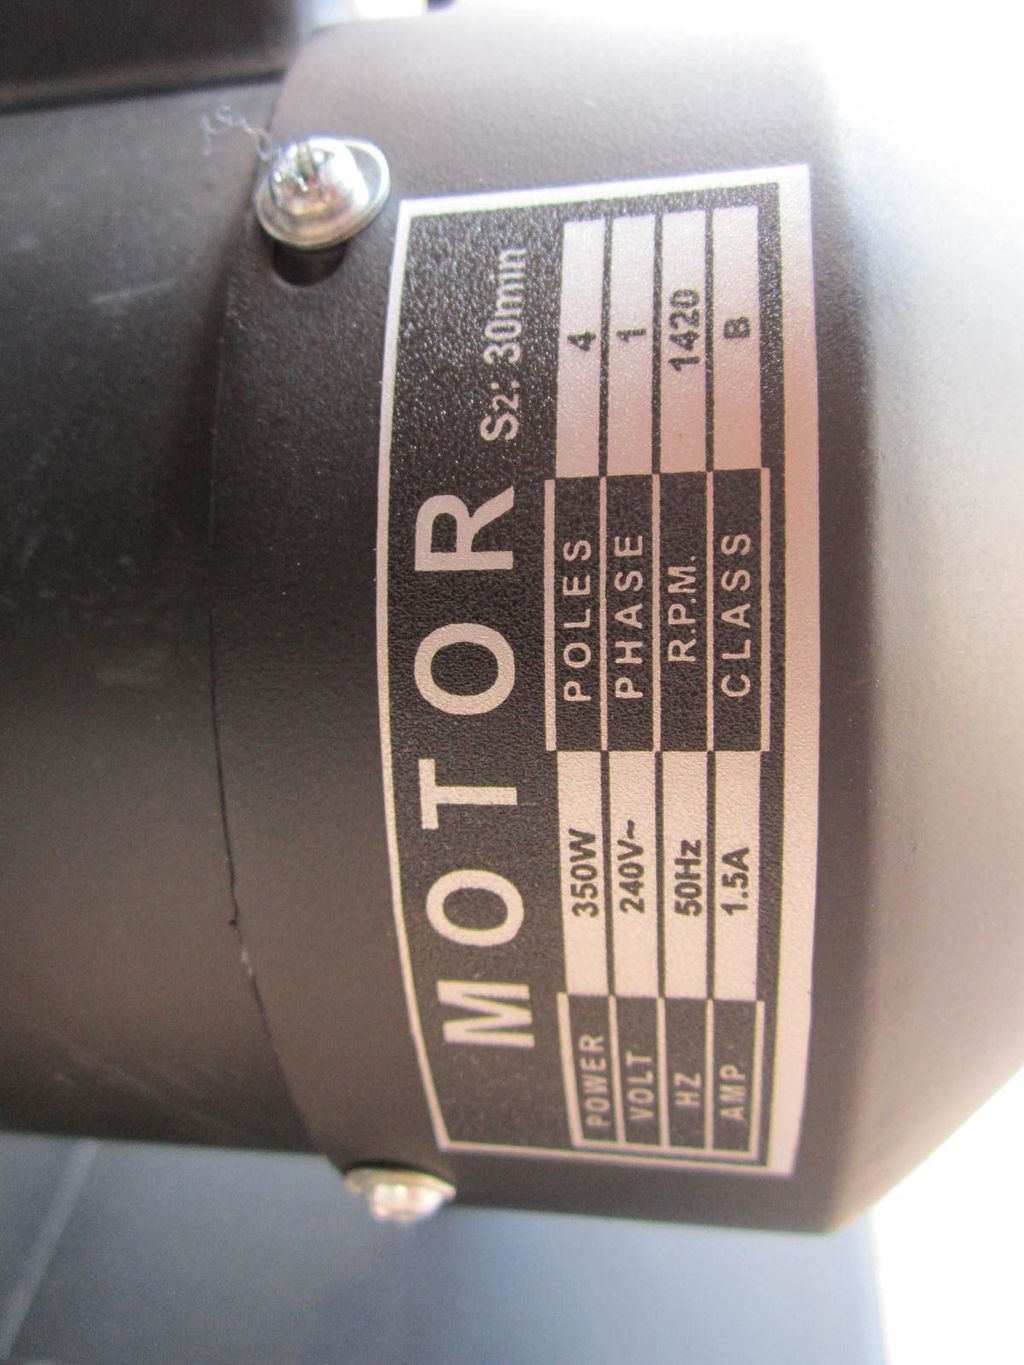 MOTOR S2: 30min
POWER 350W POLES 4
VOLT 240V~ PHASE 1
HZ 50Hz R.P.M. 1420
AMP 1.5A CLASS B